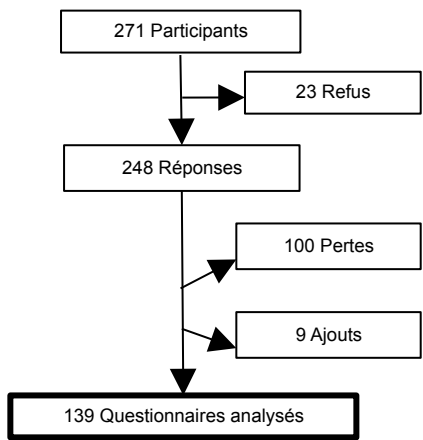 271 Participants
23 Refus
248 Réponses
100 Pertes
9 Ajouts
139 Questionnaires analysés